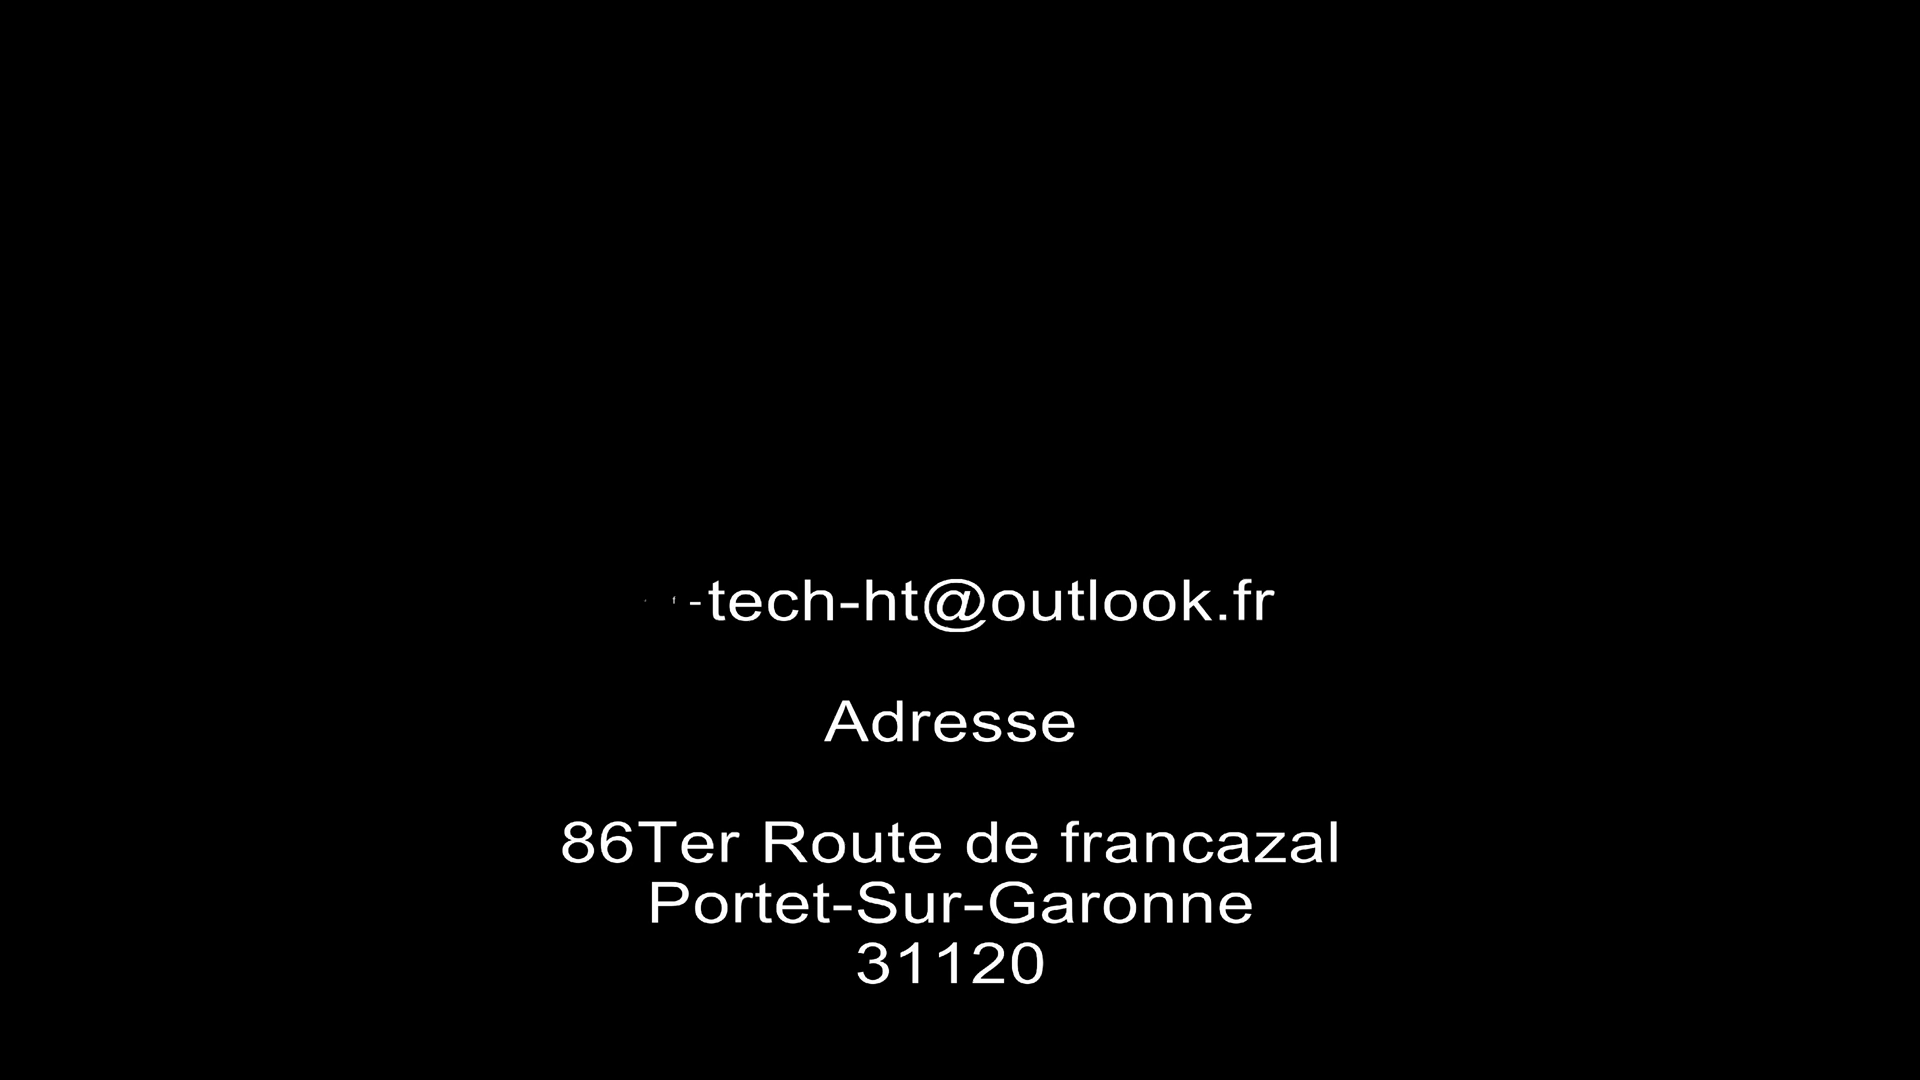 -tech-ht@outlook.fr
Adresse
86Ter Route de francazal
Portet-Sur-Garonne
31120